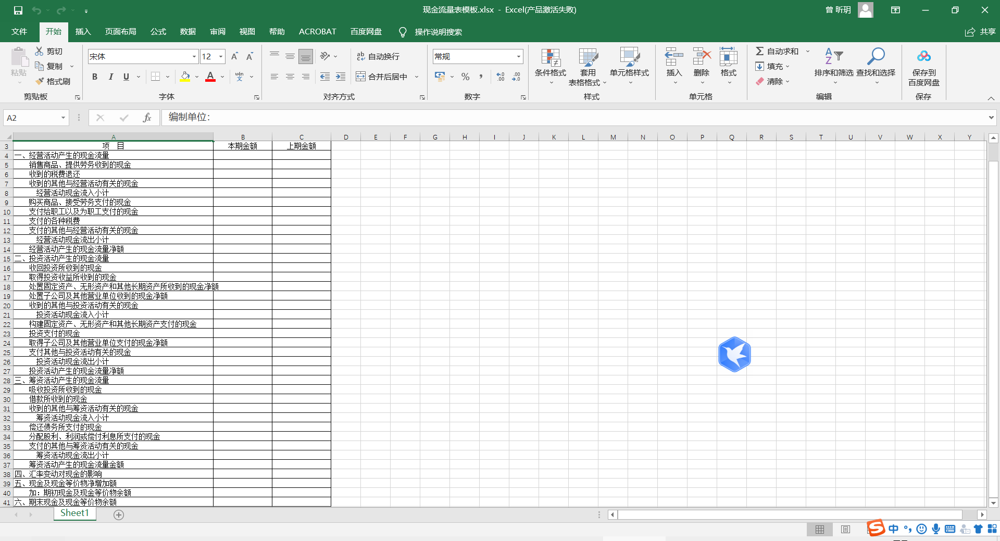 现金流量表模板.xlsx - Excel(产品激活失败)
曾 昕玥
文件 开始 插入 页面布局 公式 数据 审阅 视图 帮助 ACROBAT 百度网盘 操作说明搜索 共享
粘贴 剪切 复制 格式刷 剪贴板
宋体 12 B I U A wén 文 字体
ab 自动换行 合并后居中 对齐方式
常规 % 数字
条件格式 套用 表格格式 单元格样式 样式
插入 删除 格式 单元格
自动求和 填充 清除 排序和筛选 查找和选择 编辑
保存到 百度网盘 保存
A2 fx 编制单位：
A B C D E F G H I J K L M N O P Q R S T U V W X Y
3 项 目 本期金额 上期金额
4 一、经营活动产生的现金流量
5 销售商品、提供劳务收到的现金
6 收到的税费退还
7 收到的其他与经营活动有关的现金
8 经营活动现金流入小计
9 购买商品、接受劳务支付的现金
10 支付给职工以及为职工支付的现金
11 支付的各种税费
12 支付的其他与经营活动有关的现金
13 经营活动现金流出小计
14 经营活动产生的现金流量净额
15 二、投资活动产生的现金流量
16 收回投资所收到的现金
17 取得投资收益所收到的现金
18 处置固定资产、无形资产和其他长期资产所收到的现金净额
19 处置子公司及其他营业单位收到的现金净额
20 收到的其他与投资活动有关的现金
21 投资活动现金流入小计
22 构建固定资产、无形资产和其他长期资产支付的现金
23 投资支付的现金
24 取得子公司及其他营业单位支付的现金净额
25 支付其他与投资活动有关的现金
26 投资活动现金流出小计
27 投资活动产生的现金流量净额
28 三、筹资活动产生的现金流量
29 吸收投资所收到的现金
30 借款所收到的现金
31 收到的其他与筹资活动有关的现金
32 筹资活动现金流入小计
33 偿还债务所支付的现金
34 分配股利、利润或偿付利息所支付的现金
35 支付的其他与筹资活动有关的现金
36 筹资活动现金流出小计
37 筹资活动产生的现金流量金额
38 四、汇率变动对现金的影响
39 五、现金及现金等价物净增加额
40 加：期初现金及现金等价物余额
41 六、期末现金及现金等价物余额
Sheet1
中